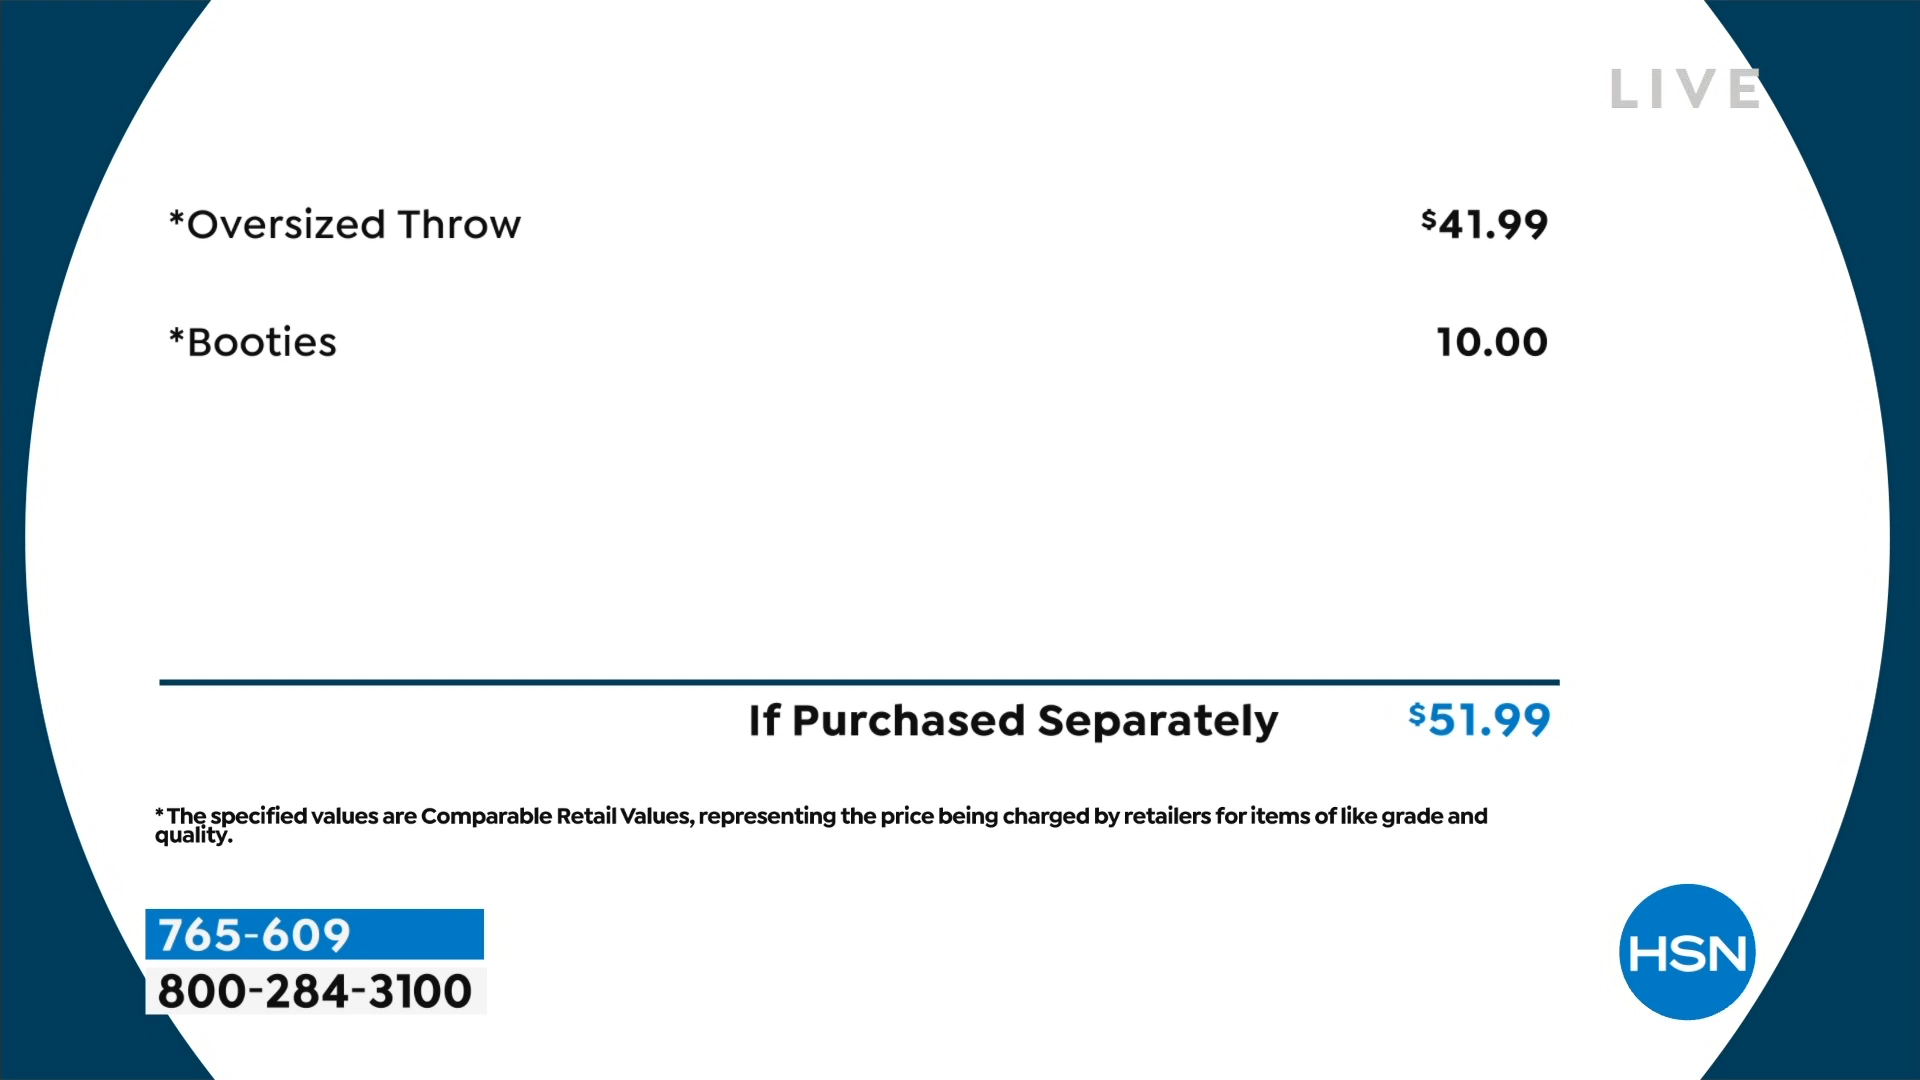 LIVE
*Oversized Throw $41.99
*Booties 10.00
If Purchased Separately $51.99
* The specified values are Comparable Retail Values, representing the price being charged by retailers for items of like grade and
quality.
765-609
800-284-3100
HSN